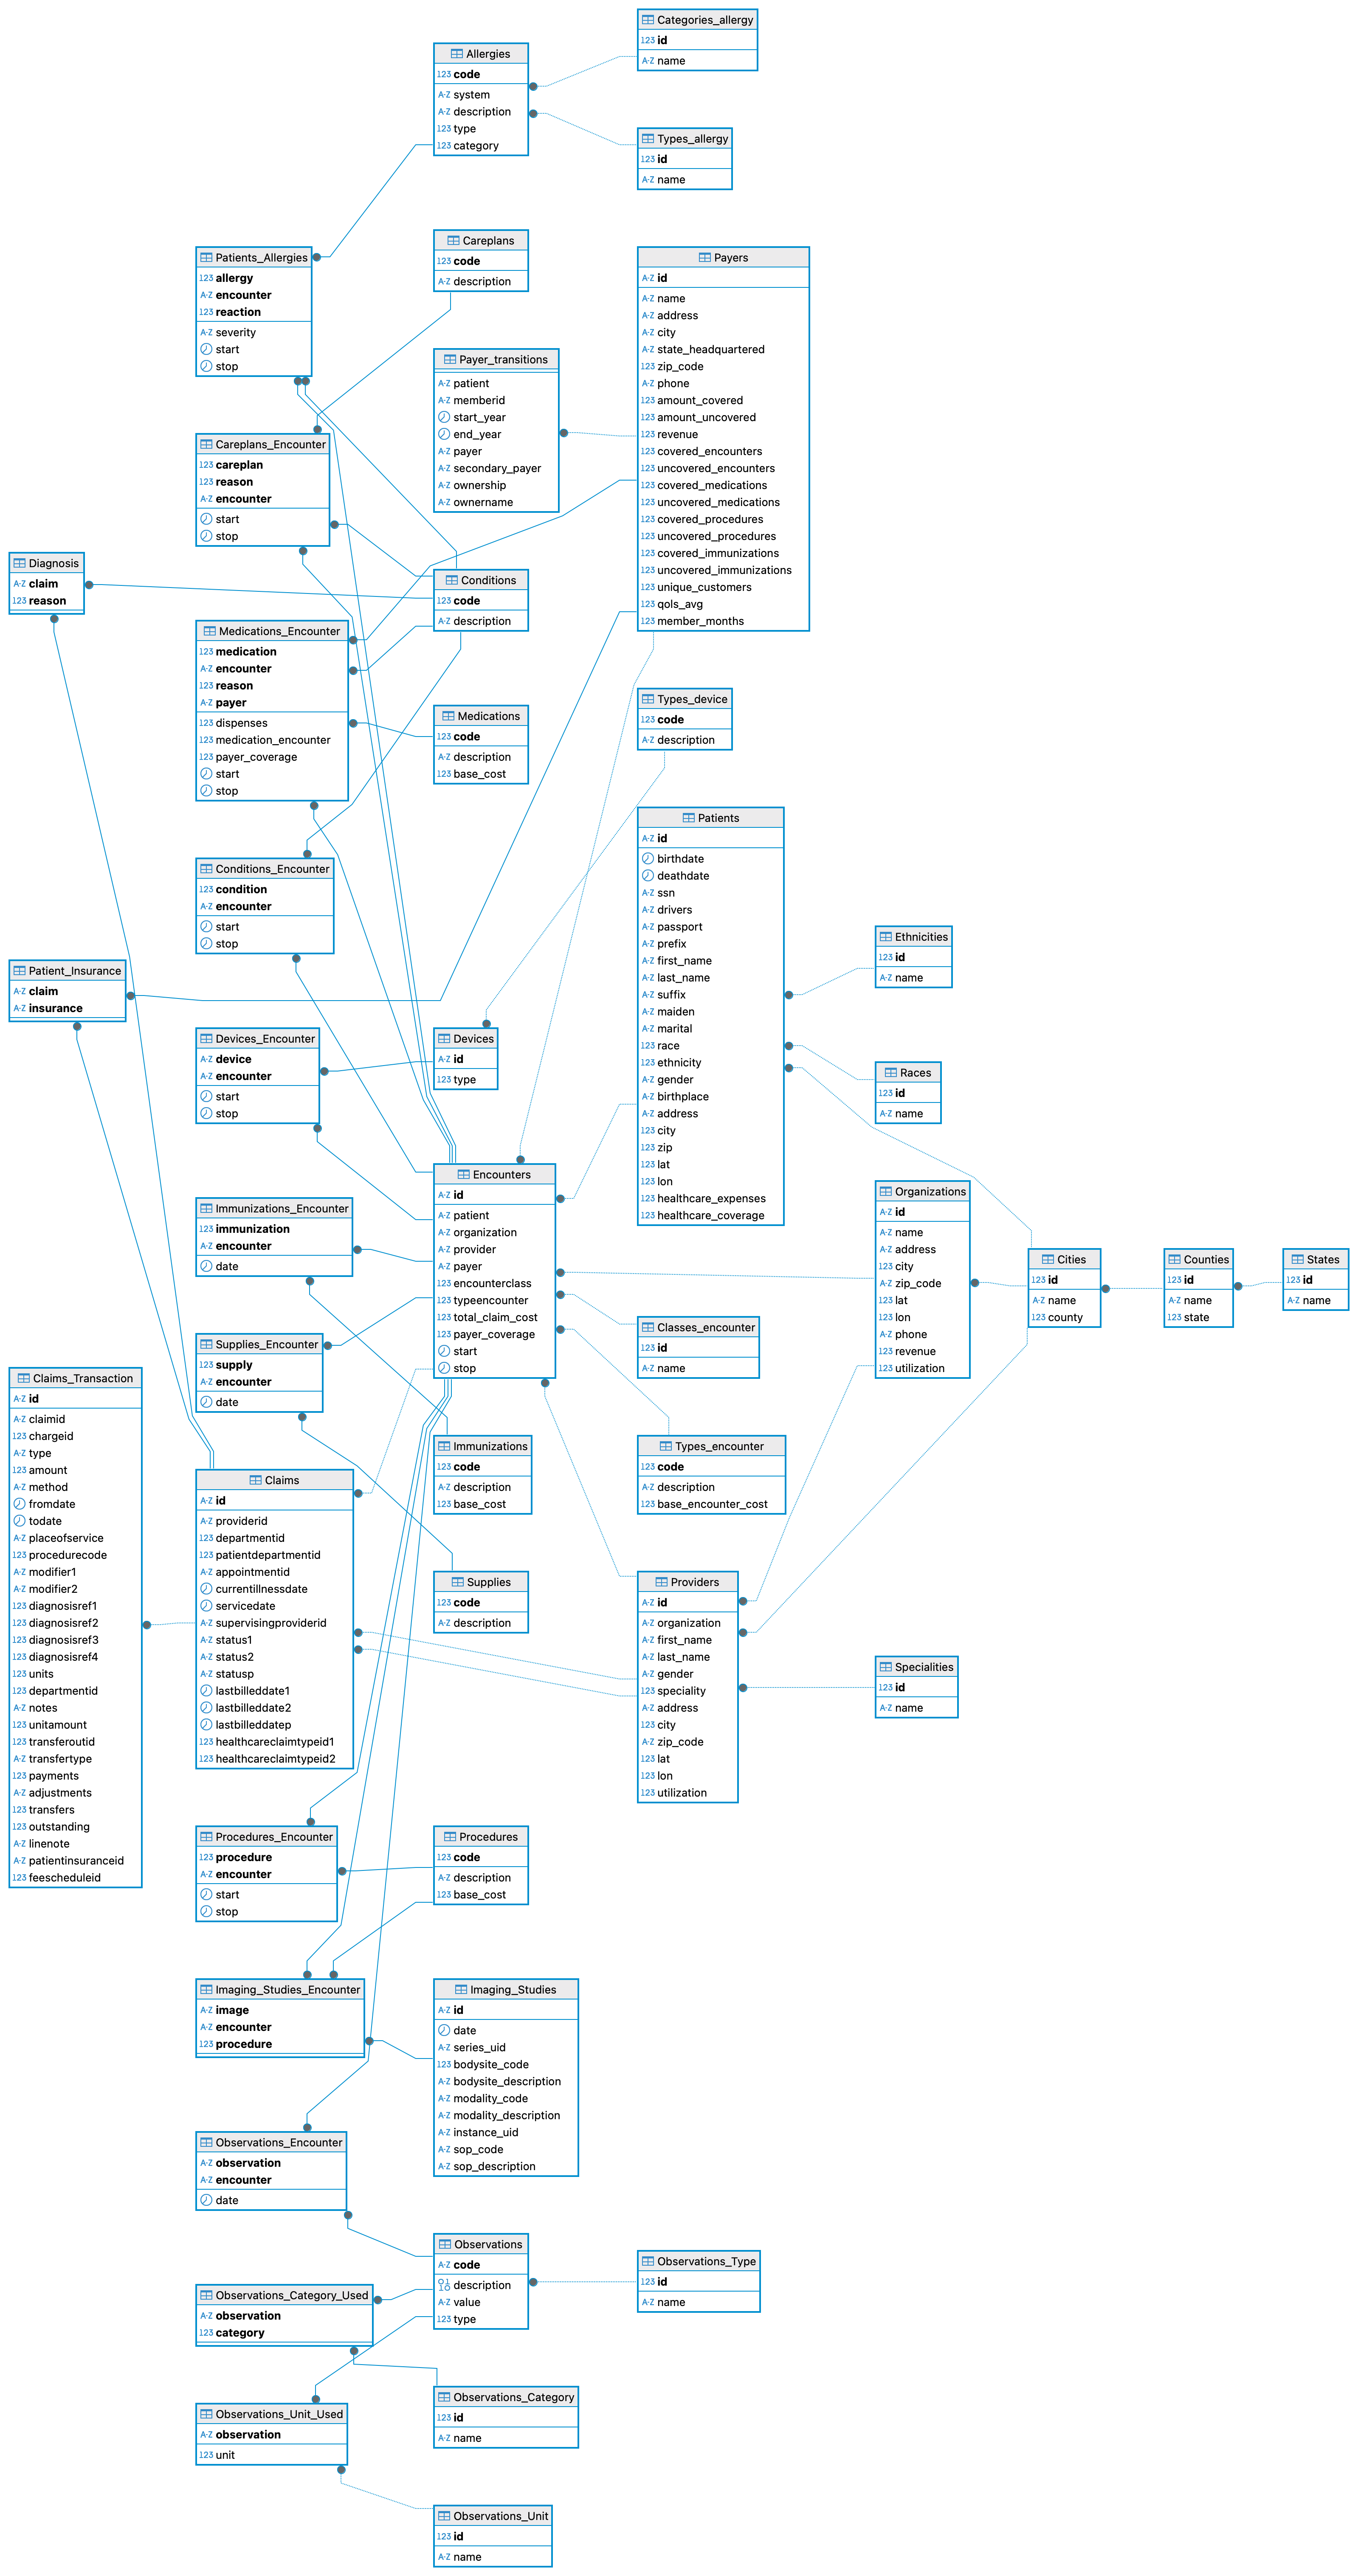 Categories_allergy
123 id
A-Z name
Allergies
123 code
A-Z system
A-Z description
123 type
123 category
Types_allergy
123 id
A-Z name
Patients_Allergies
123 allergy
A-Z encounter
123 reaction
A-Z severity
start
stop
Careplans
123 code
A-Z description
Payers
A-Z id
A-Z name
A-Z address
A-Z city
A-Z state_headquartered
123 zip_code
A-Z phone
123 amount_covered
123 amount_uncovered
123 revenue
123 covered_encounters
123 uncovered_encounters
123 covered_medications
123 uncovered_medications
123 covered_procedures
123 uncovered_procedures
123 covered_immunizations
123 uncovered_immunizations
123 unique_customers
123 qols_avg
123 member_months
Payer_transitions
A-Z patient
A-Z memberid
start_year
end_year
A-Z payer
A-Z secondary_payer
A-Z ownership
A-Z ownername
Careplans_Encounter
123 careplan
123 reason
A-Z encounter
start
stop
Diagnosis
A-Z claim
123 reason
Conditions
123 code
A-Z description
Medications_Encounter
123 medication
A-Z encounter
123 reason
A-Z payer
123 dispenses
123 medication_encounter
123 payer_coverage
start
stop
Medications
123 code
A-Z description
123 base_cost
Types_device
123 code
A-Z description
Patients
A-Z id
birthdate
deathdate
A-Z ssn
A-Z drivers
A-Z passport
A-Z prefix
A-Z first_name
A-Z last_name
A-Z suffix
A-Z maiden
A-Z marital
123 race
123 ethnicity
A-Z gender
A-Z birthplace
A-Z address
123 city
123 zip
123 lat
123 lon
123 healthcare_expenses
123 healthcare_coverage
Conditions_Encounter
123 condition
A-Z encounter
start
stop
Ethnicities
123 id
A-Z name
Patient_Insurance
A-Z claim
A-Z insurance
Devices_Encounter
A-Z device
A-Z encounter
start
stop
Devices
A-Z id
123 type
Races
123 id
A-Z name
Encounters
A-Z id
A-Z patient
A-Z organization
A-Z provider
A-Z payer
123 encounterclass
123 typeencounter
123 total_claim_cost
123 payer_coverage
start
stop
Organizations
A-Z id
A-Z name
A-Z address
123 city
A-Z zip_code
123 lat
123 lon
A-Z phone
123 revenue
123 utilization
Immunizations_Encounter
123 immunization
A-Z encounter
date
Cities
123 id
A-Z name
123 county
Counties
123 id
A-Z name
123 state
States
123 id
A-Z name
Classes_encounter
123 id
A-Z name
Supplies_Encounter
123 supply
A-Z encounter
date
Claims_Transaction
A-Z id
A-Z claimid
123 chargeid
A-Z type
123 amount
A-Z method
fromdate
todate
A-Z placeofservice
123 procedurecode
A-Z modifier1
A-Z modifier2
123 diagnosisref1
123 diagnosisref2
123 diagnosisref3
123 diagnosisref4
123 units
123 departmentid
A-Z notes
123 unitamount
123 transferoutid
A-Z transfertype
123 payments
A-Z adjustments
123 transfers
123 outstanding
A-Z linenote
A-Z patientinsuranceid
123 feescheduleid
Immunizations
123 code
A-Z description
123 base_cost
Types_encounter
123 code
A-Z description
123 base_encounter_cost
Claims
A-Z id
A-Z providerid
123 departmentid
123 patientdepartmentid
A-Z appointmentid
currentillnessdate
servicedate
A-Z supervisingproviderid
A-Z status1
A-Z status2
A-Z statusp
lastbilleddate1
lastbilleddate2
lastbilleddatep
123 healthcareclaimtypeid1
123 healthcareclaimtypeid2
Supplies
123 code
A-Z description
Providers
A-Z id
A-Z organization
A-Z first_name
A-Z last_name
A-Z gender
123 speciality
A-Z address
123 city
A-Z zip_code
123 lat
123 lon
123 utilization
Specialities
123 id
A-Z name
Procedures_Encounter
123 procedure
A-Z encounter
start
stop
Procedures
123 code
A-Z description
123 base_cost
Imaging_Studies_Encounter
A-Z image
A-Z encounter
123 procedure
Imaging_Studies
A-Z id
date
A-Z series_uid
123 bodysite_code
A-Z bodysite_description
A-Z modality_code
A-Z modality_description
A-Z instance_uid
A-Z sop_code
A-Z sop_description
Observations_Encounter
A-Z observation
A-Z encounter
date
Observations
A-Z code
description
A-Z value
123 type
Observations_Type
123 id
A-Z name
Observations_Category_Used
A-Z observation
123 category
Observations_Category
123 id
A-Z name
Observations_Unit_Used
A-Z observation
123 unit
Observations_Unit
123 id
A-Z name